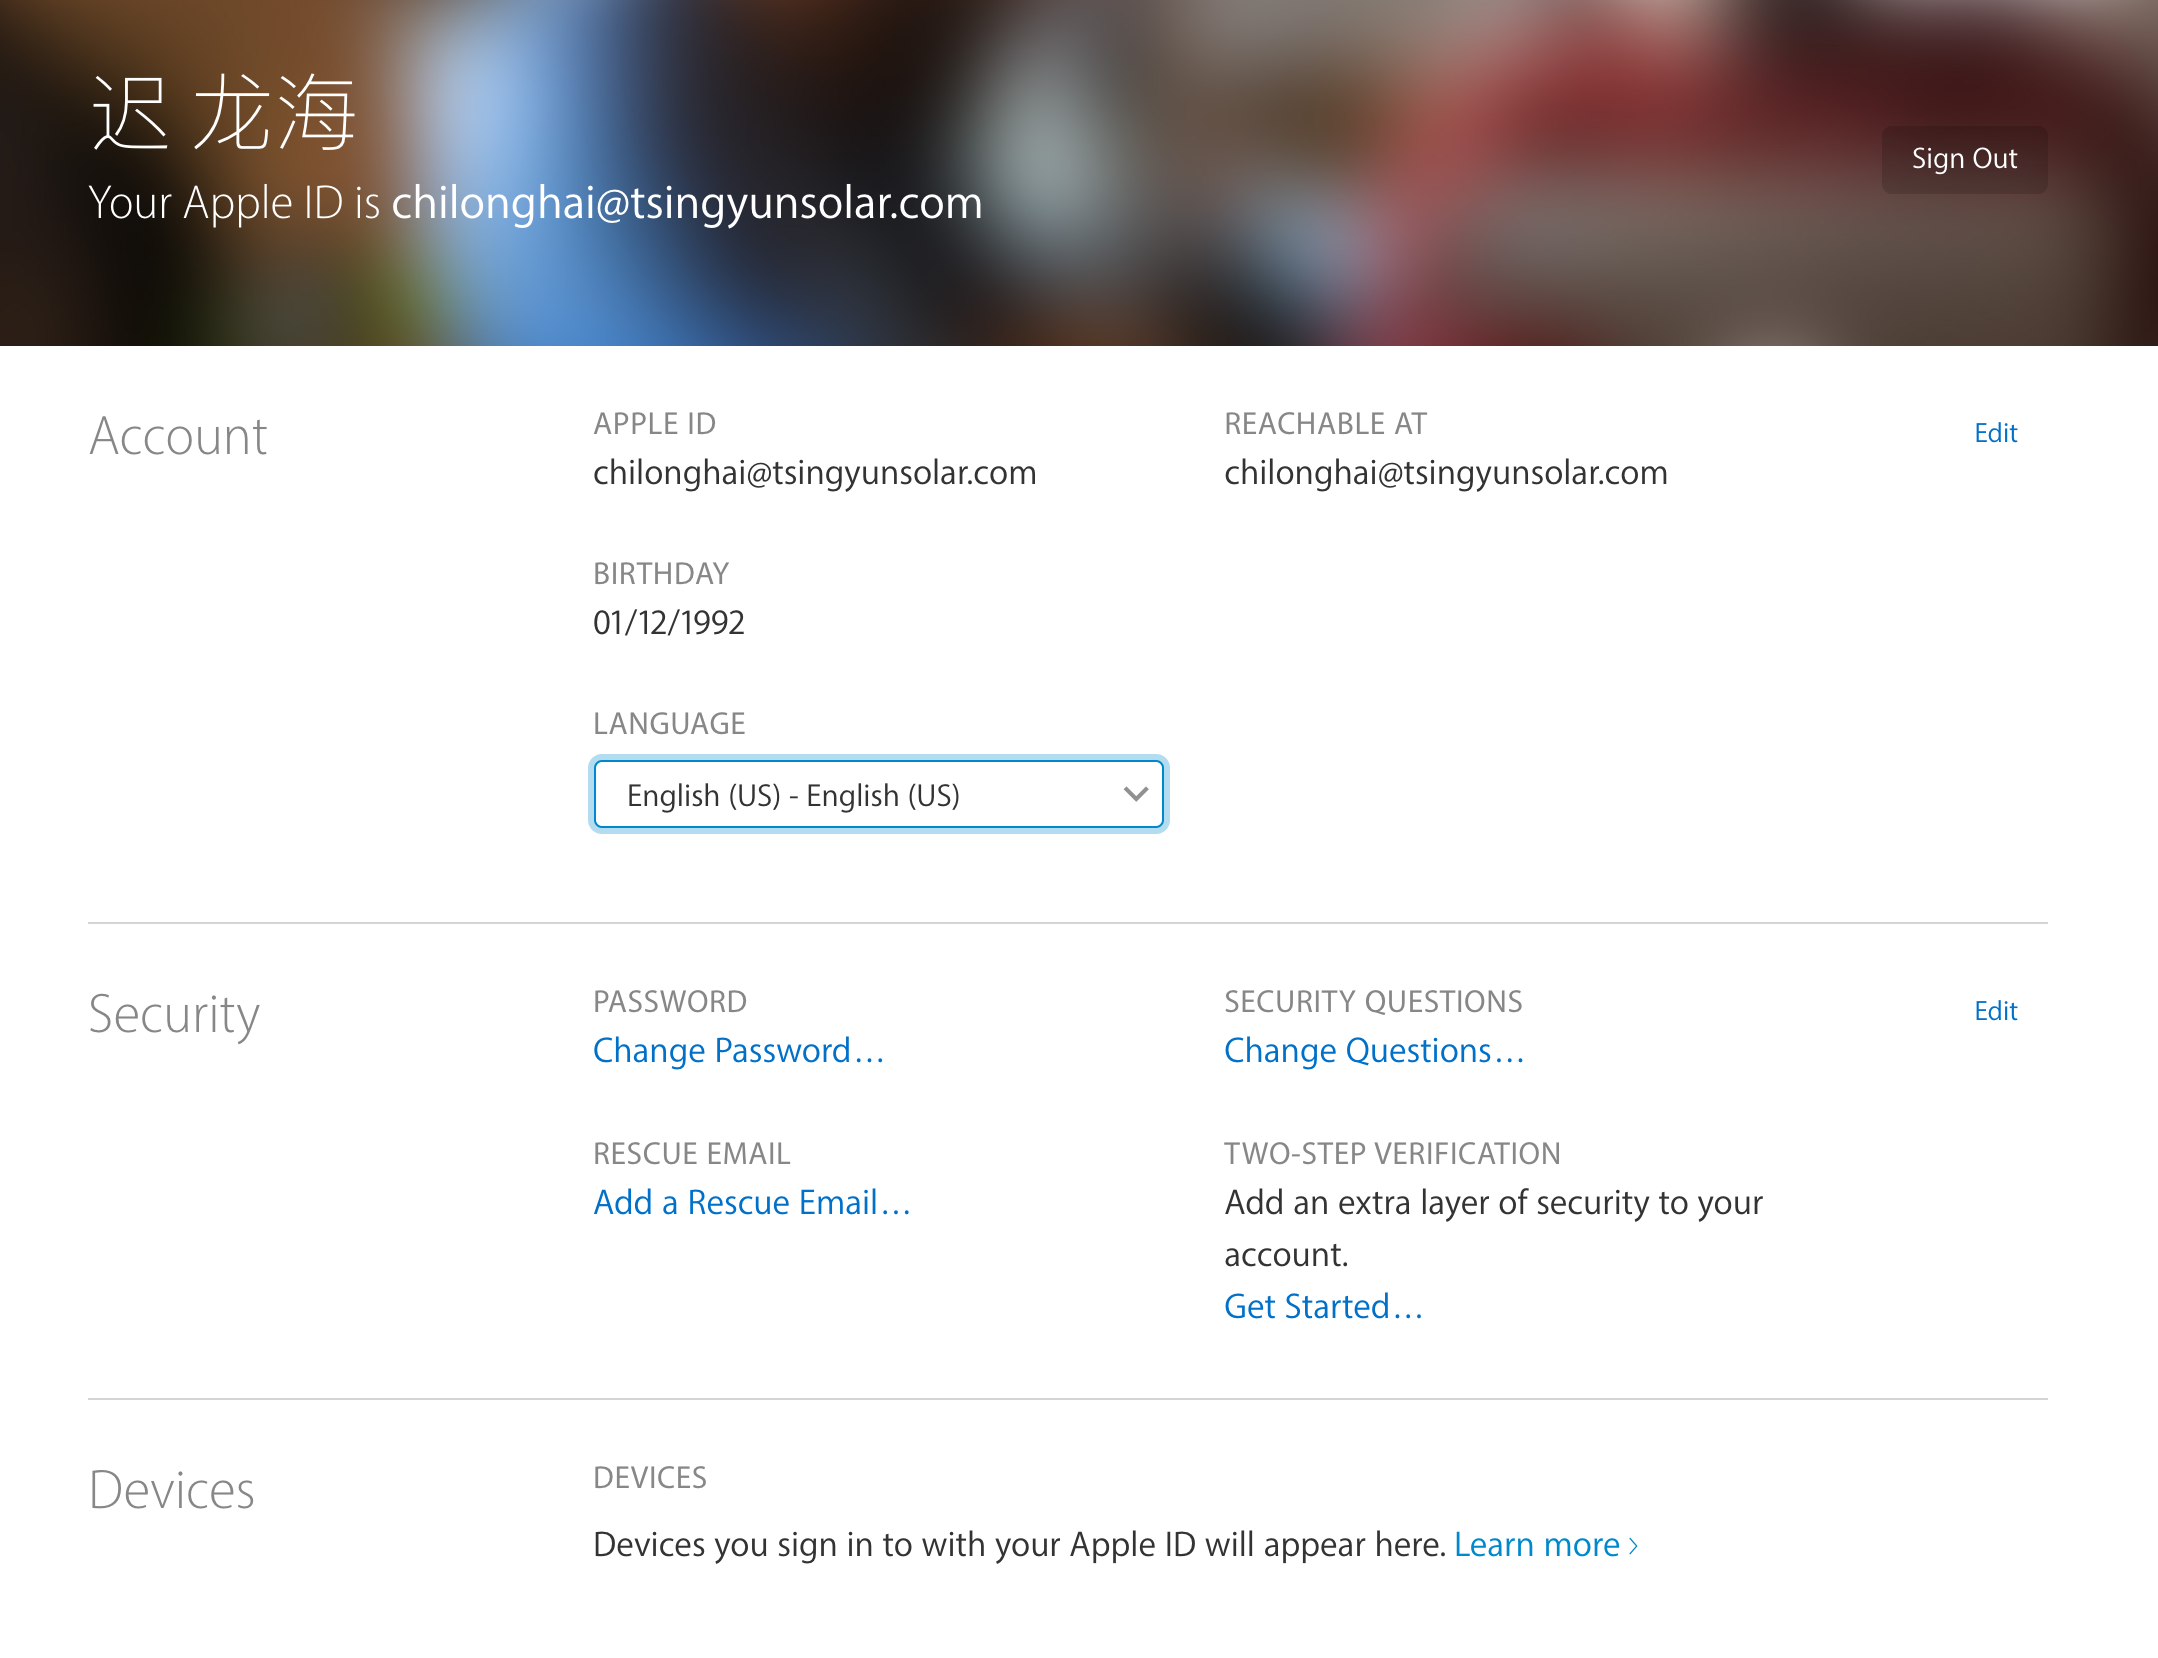 迟 龙海
Your Apple ID is chilonghai@tsingyunsolar.com
Sign Out
Account
APPLE ID
chilonghai@tsingyunsolar.com
REACHABLE AT
chilonghai@tsingyunsolar.com
Edit
BIRTHDAY
01/12/1992
LANGUAGE
English (US) - English (US)
Security
PASSWORD
Change Password...
SECURITY QUESTIONS
Change Questions...
Edit
RESCUE EMAIL
Add a Rescue Email...
TWO-STEP VERIFICATION
Add an extra layer of security to your
account.
Get Started...
Devices
DEVICES
Devices you sign in to with your Apple ID will appear here. Learn more ›